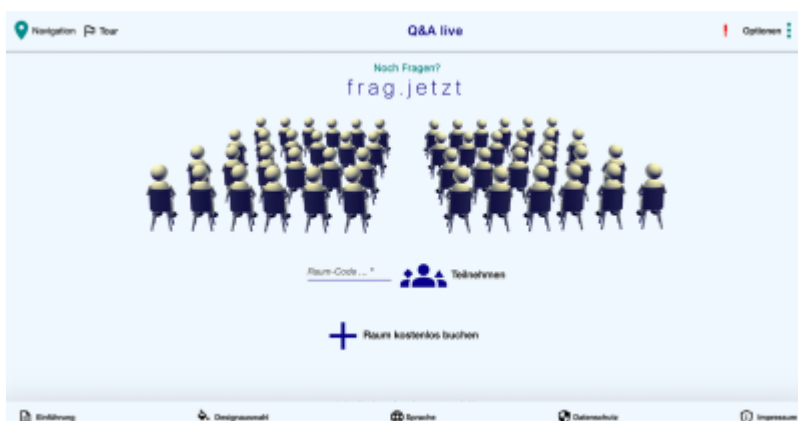 Navigation Tour Q&A live ! Optionen
Noch Fragen?
frag.jetzt
Raum-Code ... * Teilnehmen
Raum kostenlos buchen
Einführung Designauswahl Sprache Datenschutz Impressum